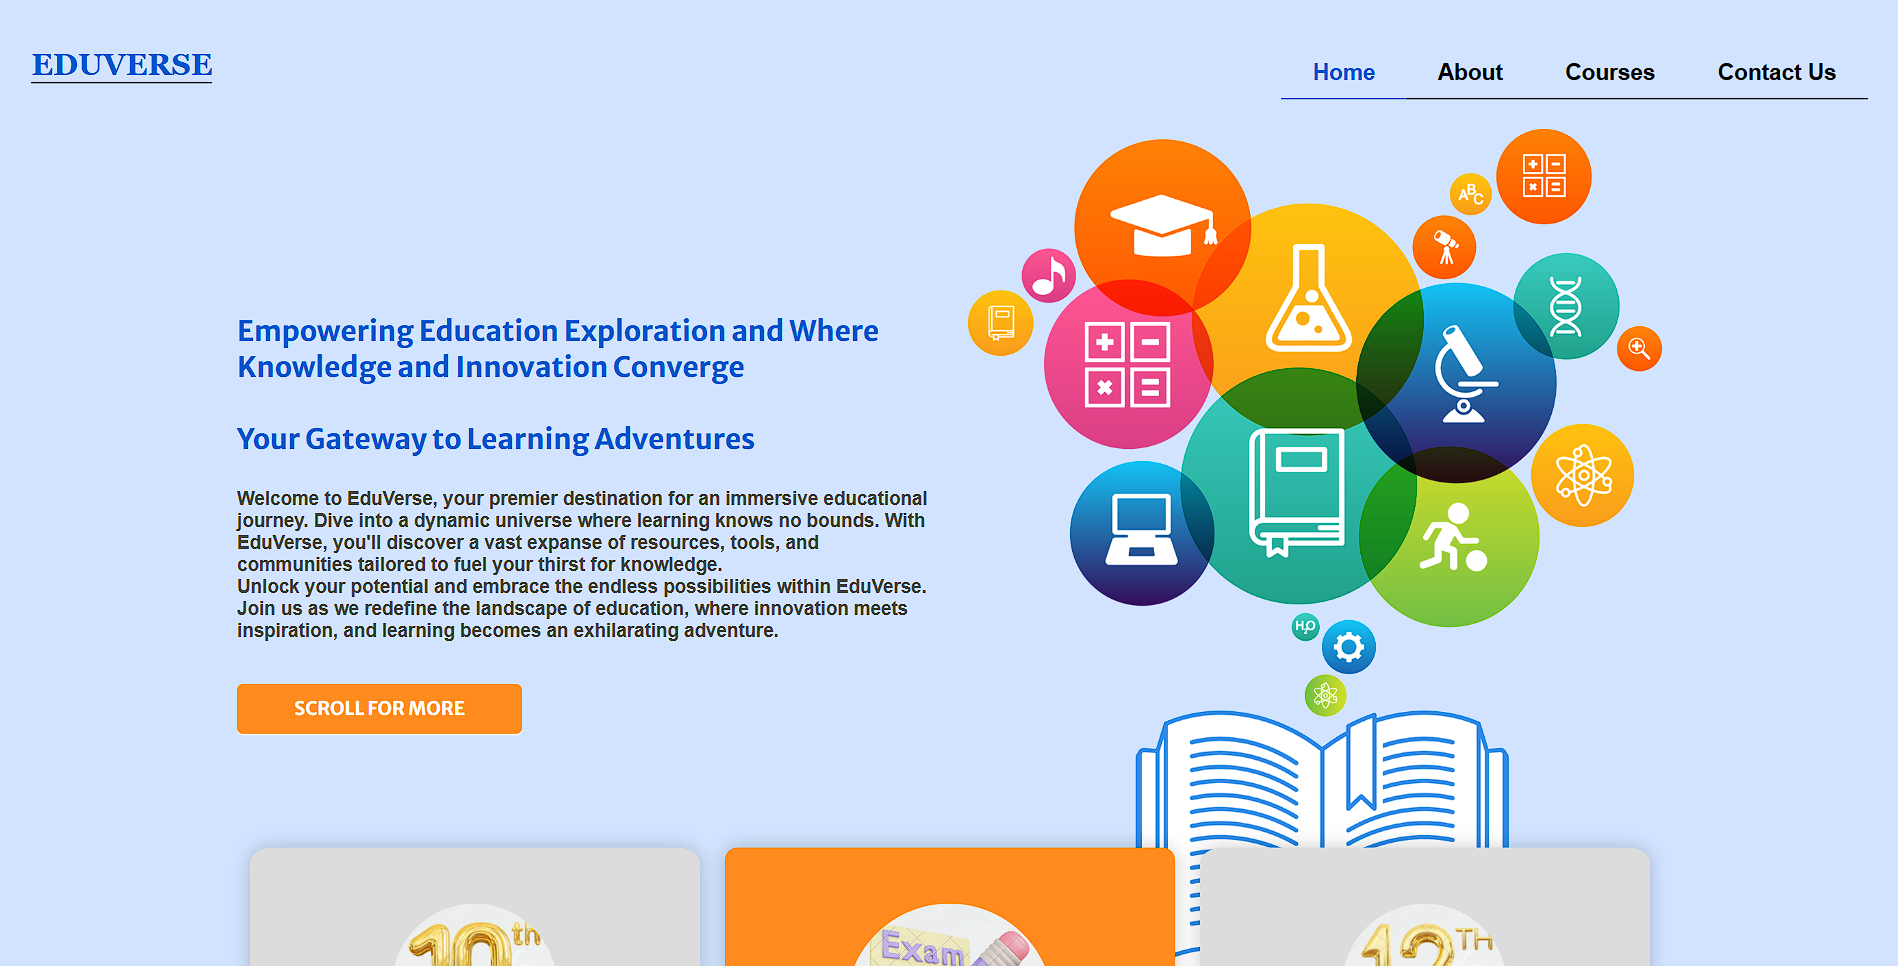 EDUVERSE
Home
About
Courses
Contact Us
ABC
Empowering Education Exploration and Where
Knowledge and Innovation Converge
Your Gateway to Learning Adventures
Welcome to EduVerse, your premier destination for an immersive educational
journey. Dive into a dynamic universe where learning knows no bounds. With
EduVerse, you'll discover a vast expanse of resources, tools, and
communities tailored to fuel your thirst for knowledge.
Unlock your potential and embrace the endless possibilities within EduVerse.
Join us as we redefine the landscape of education, where innovation meets
inspiration, and learning becomes an exhilarating adventure.
H2O
SCROLL FOR MORE
10th
Exam
12TH